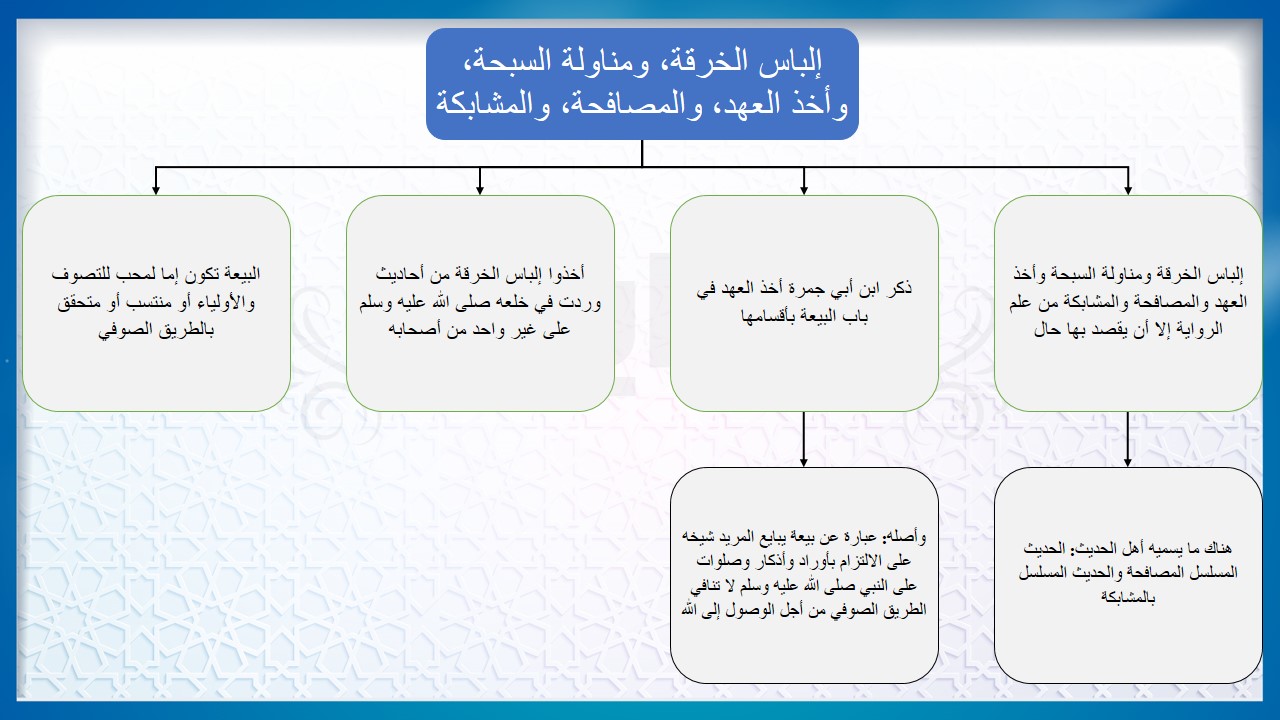 إلباس الخرقة، ومناولة السبحة،
وأخذ العهد، والمصافحة، والمشابكة
إلباس الخرقة ومناولة السبحة وأخذ
العهد والمصافحة والمشابكة من علم
الرواية إلا أن يقصد بها حال
ذكر ابن أبي جمرة أخذ العهد في
باب البيعة بأقسامها
أخذوا إلباس الخرقة من أحاديث
وردت في خلعه صلى الله عليه وسلم
على غير واحد من أصحابه
البيعة تكون إما لمحب للتصوف
والأولياء أو منتسب أو متحقق
بالطريق الصوفي
هناك ما يسميه أهل الحديث: الحديث
المسلسل المصافحة والحديث المسلسل
بالمشابكة
وأصله: عبارة عن بيعة يبايع المريد شيخه
على الالتزام بأوراد وأذكار وصلوات
على النبي صلى الله عليه وسلم لا تنافي
الطريق الصوفي من أجل الوصول إلى الله